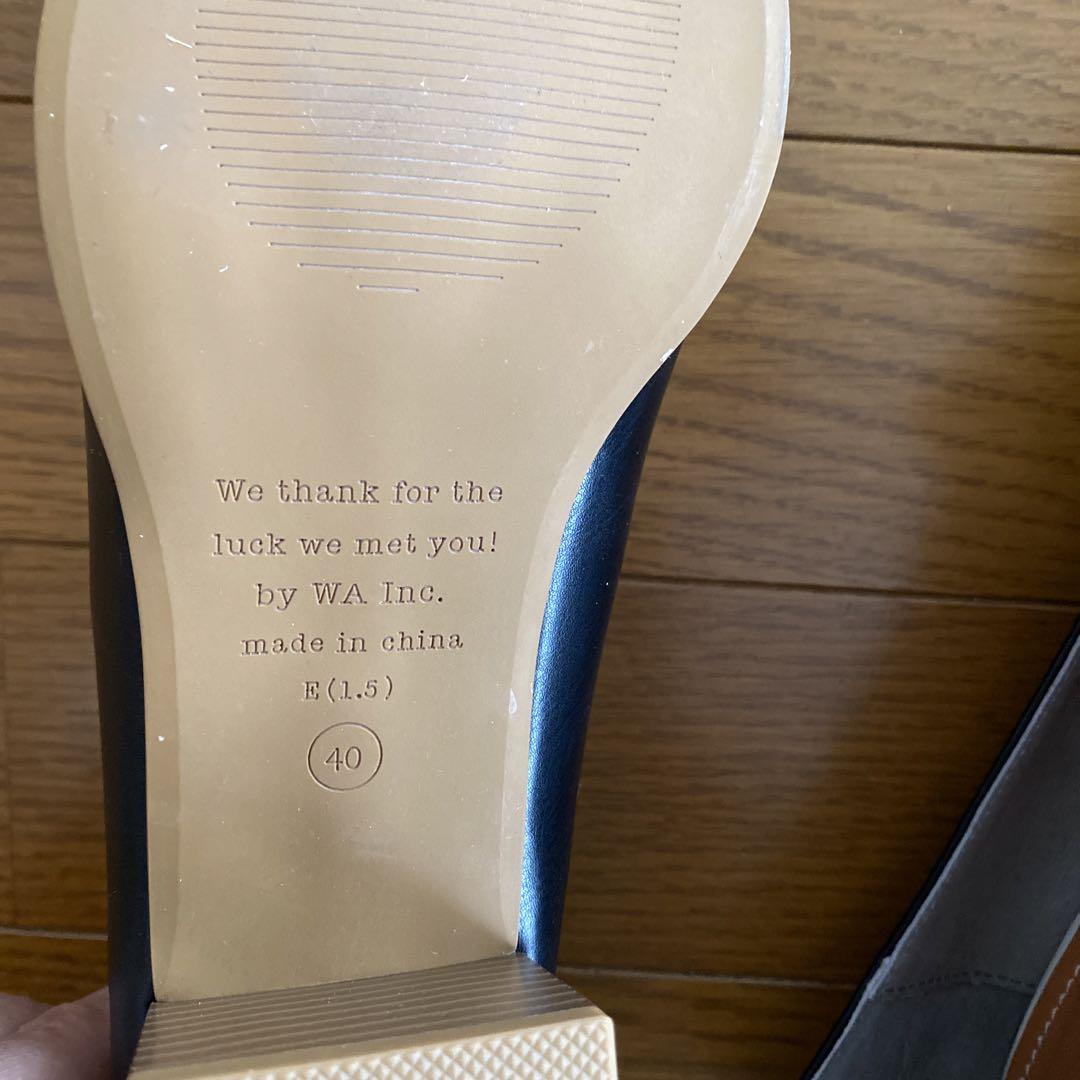 We thank for the
luck we met you!
by WA Inc.
made in china
E(1.5)
40